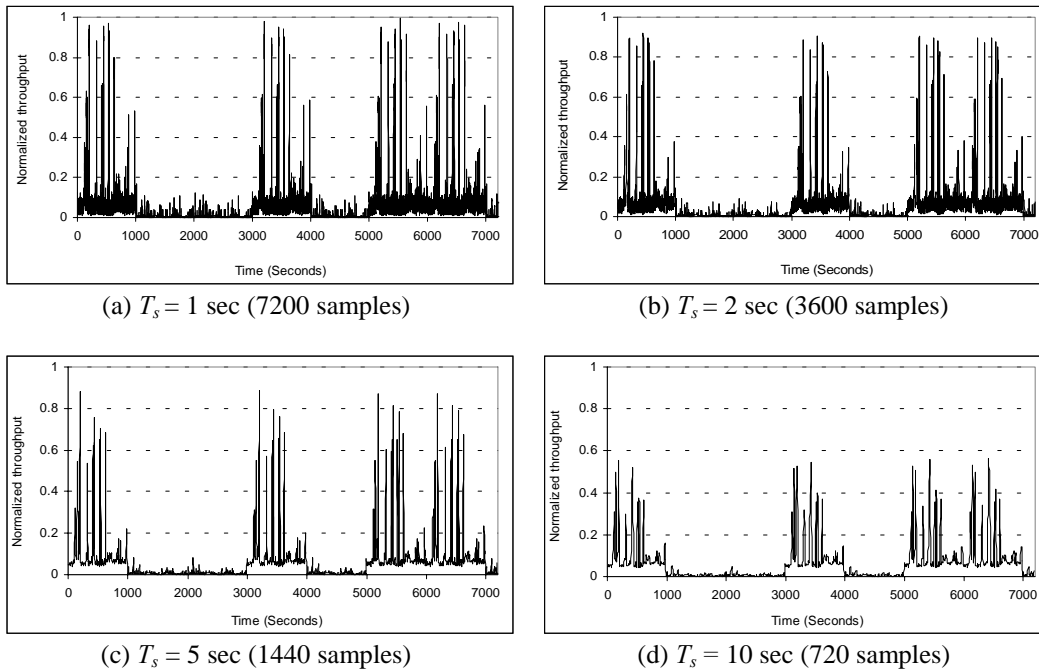 Normalized throughput
1
0.8
0.6
0.4
0.2
0
0 1000 2000 3000 4000 5000 6000 7000
Time (Seconds)
(a) Ts = 1 sec (7200 samples)
Normalized throughput
1
0.8
0.6
0.4
0.2
0
0 1000 2000 3000 4000 5000 6000 7000
Time (Seconds)
(b) Ts = 2 sec (3600 samples)
Normalized throughput
1
0.8
0.6
0.4
0.2
0
0 1000 2000 3000 4000 5000 6000 7000
Time (Seconds)
(c) Ts = 5 sec (1440 samples)
Normalized throughput
1
0.8
0.6
0.4
0.2
0
0 1000 2000 3000 4000 5000 6000 7000
Time (Seconds)
(d) Ts = 10 sec (720 samples)